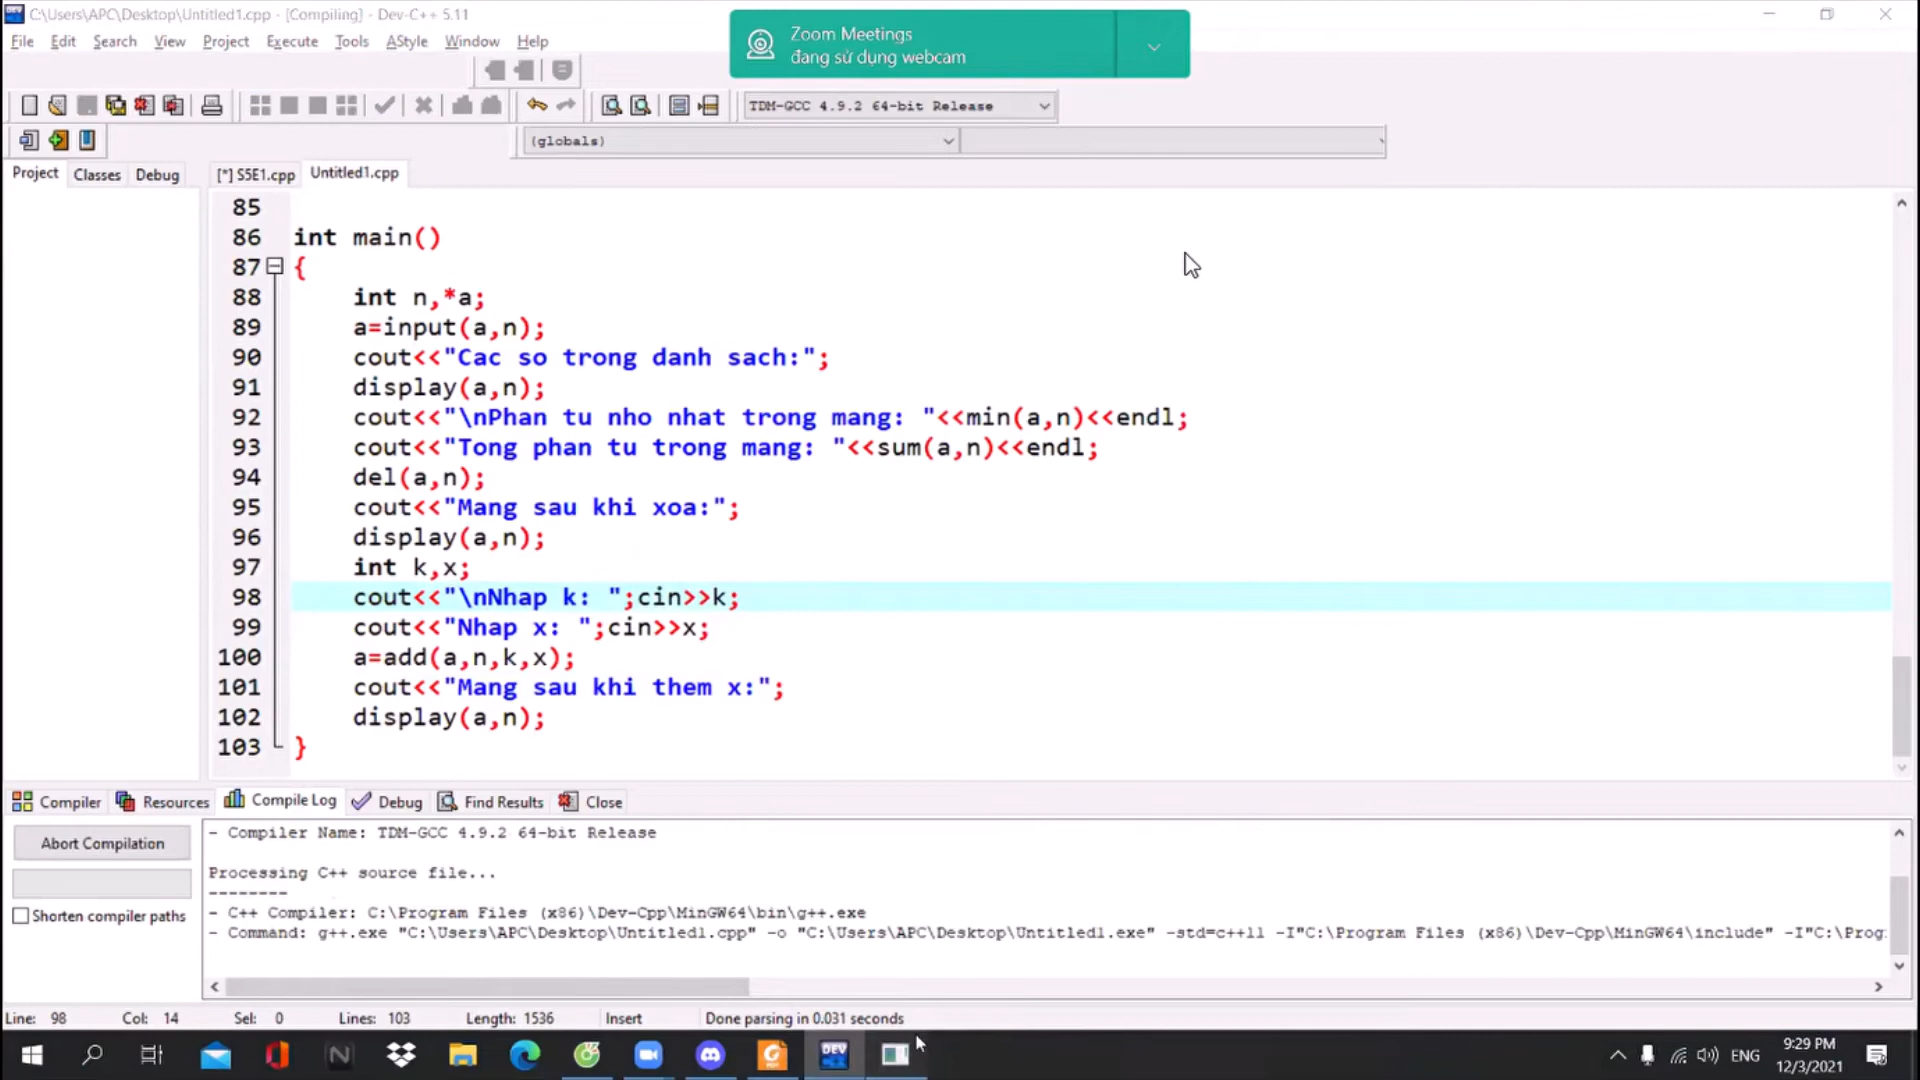 C:\Users\APC\Desktop\Untitled1.cpp - [Compiling] - Dev-C++ 5.11
Zoom Meetings
đang sử dụng webcam
File Edit Search View Project Execute Tools AStyle Window Help
TDM-GCC 4.9.2 64-bit Release
(globals)
Project Classes Debug [*] S5E1.cpp Untitled1.cpp
85
86 int main()
87 {
88 int n,*a;
89 a=input(a,n);
90 cout<<"Cac so trong danh sach:";
91 display(a,n);
92 cout<<"\nPhan tu nho nhat trong mang: "<<min(a,n)<<endl;
93 cout<<"Tong phan tu trong mang: "<<sum(a,n)<<endl;
94 del(a,n);
95 cout<<"Mang sau khi xoa:";
96 display(a,n);
97 int k,x;
98 cout<<"\nNhap k: ";cin>>k;
99 cout<<"Nhap x: ";cin>>x;
100 a=add(a,n,k,x);
101 cout<<"Mang sau khi them x:";
102 display(a,n);
103 }
Compiler Resources Compile Log Debug Find Results Close
Abort Compilation
Shorten compiler paths
- Compiler Name: TDM-GCC 4.9.2 64-bit Release
Processing C++ source file...
--------
- C++ Compiler: C:\Program Files (x86)\Dev-Cpp\MinGW64\bin\g++.exe
- Command: g++.exe "C:\Users\APC\Desktop\Untitled1.cpp" -o "C:\Users\APC\Desktop\Untitled1.exe" -std=c++11 -I"C:\Program Files (x86)\Dev-Cpp\MinGW64\include" -I"C:\Prog
Line: 98 Col: 14 Sel: 0 Lines: 103 Length: 1536 Insert Done parsing in 0.031 seconds
DEV
ENG
9:29 PM
12/3/2021